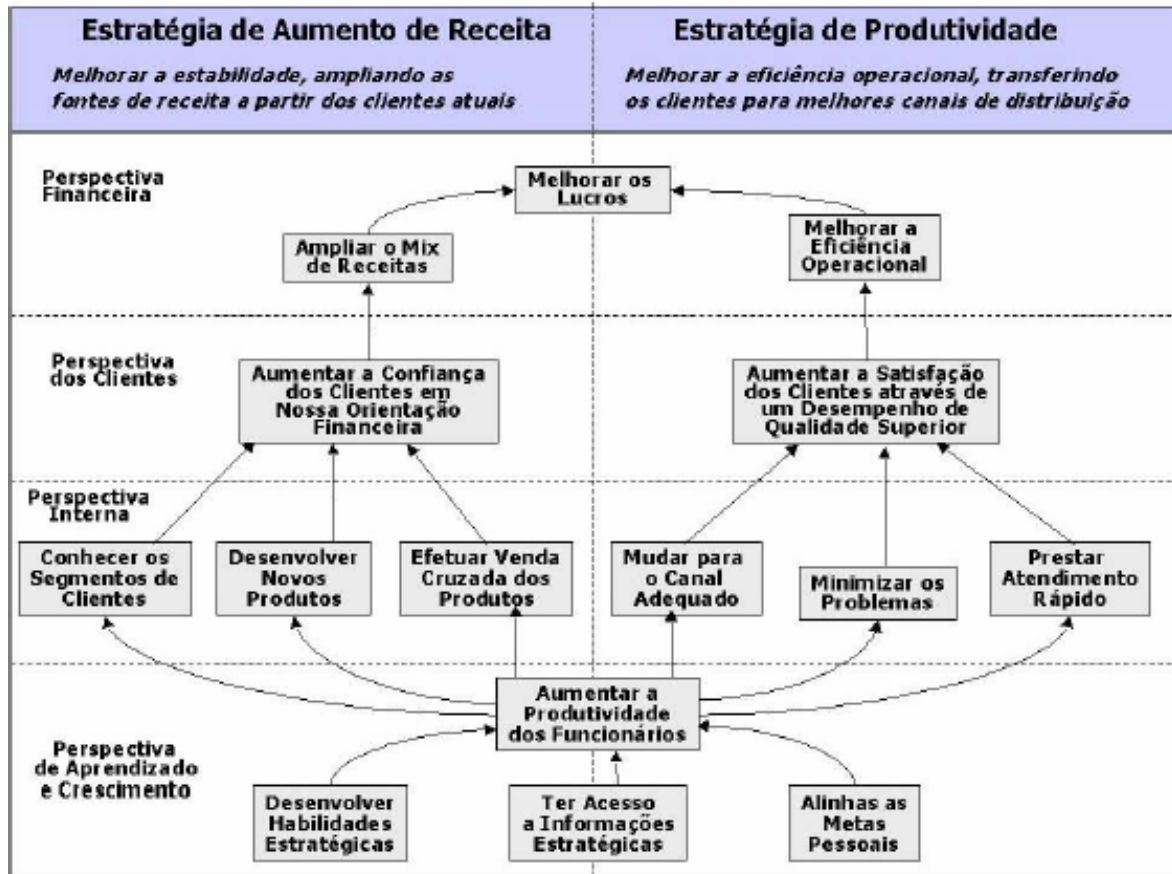 Estratégia de Aumento de Receita
Melhorar a estabilidade, ampliando as
fontes de receita a partir dos clientes atuais
Estratégia de Produtividade
Melhorar a eficiência operacional, transferindo
os clientes para melhores canais de distribuição
Perspectiva
Financeira
Melhorar os
Lucros
Ampliar o Mix
de Receitas
Melhorar a
Eficiência
Operacional
Perspectiva
dos Clientes
Aumentar a Confiança
dos Clientes em
Nossa Orientação
Financeira
Aumentar a Satisfação
dos Clientes através de
um Desempenho de
Qualidade Superior
Perspectiva
Interna
Conhecer os
Segmentos de
Clientes
Desenvolver
Novos
Produtos
Efetuar Venda
Cruzada dos
Produtos
Mudar para
o Canal
Adequado
Minimizar os
Problemas
Prestar
Atendimento
Rápido
Perspectiva
de Aprendizado
e Crescimento
Aumentar a
Produtividade
dos Funcionários
Desenvolver
Habilidades
Estratégicas
Ter Acesso
a Informações
Estratégicas
Alinhas as
Metas
Pessoais